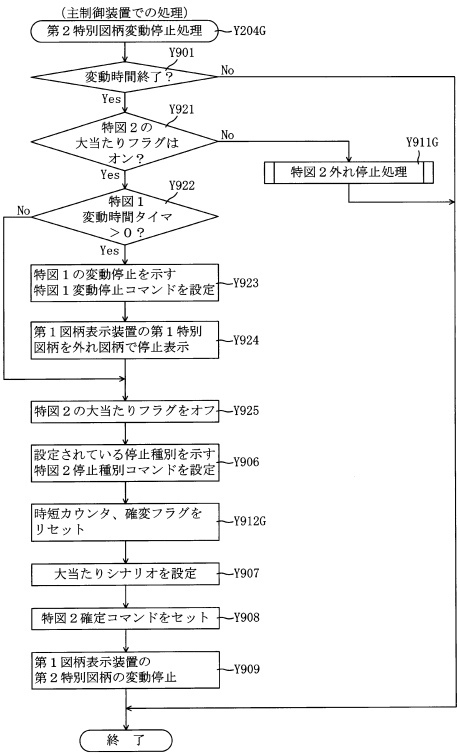 (主制御装置での処理)
第２特別図柄変動停止処理
Y204G
Y901
変動時間終了？
No
Yes
Y921
特図２の
大当たりフラグは
オン？
No
Y911G
特図２外れ停止処理
Yes
Y922
特図１
変動時間タイマ
＞０？
No
Yes
特図１の変動停止を示す
特図１変動停止コマンドを設定
Y923
第１図柄表示装置の第１特別
図柄を外れ図柄で停止表示
Y924
特図２の大当たりフラグをオフ
Y925
設定されている停止種別を示す
特図２停止種別コマンドを設定
Y906
時短カウンタ、確変フラグを
リセット
Y912G
大当たりシナリオを設定
Y907
特図２確定コマンドをセット
Y908
第１図柄表示装置の
第２特別図柄の変動停止
Y909
終　了